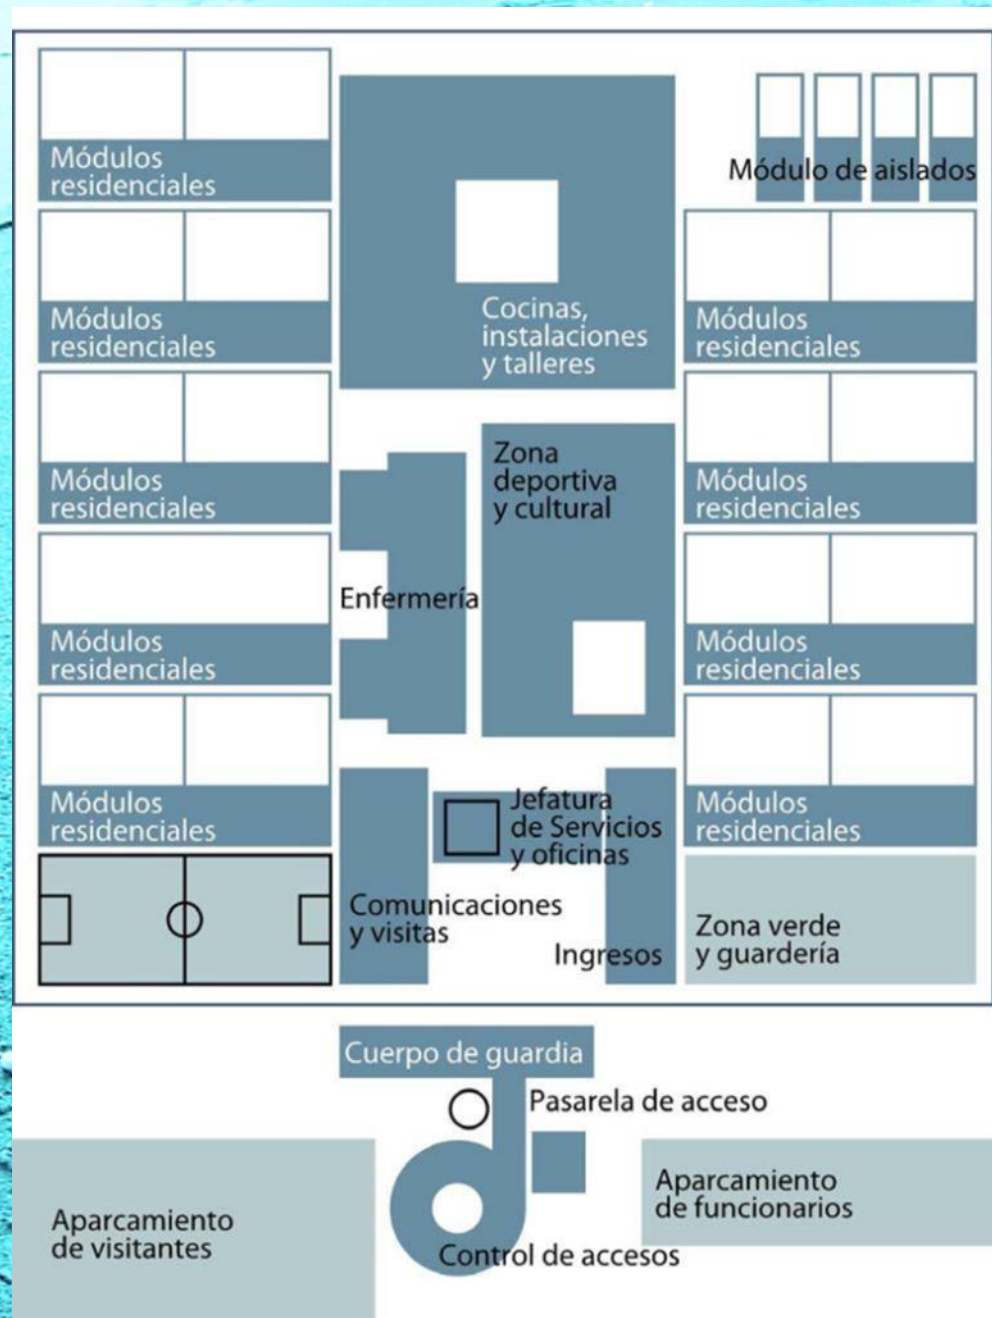 Módulos
residenciales
Módulo de aislados
Módulos
residenciales
Cocinas,
instalaciones
y talleres
Módulos
residenciales
Módulos
residenciales
Zona
deportiva
y cultural
Módulos
residenciales
Enfermería
Módulos
residenciales
Módulos
residenciales
Módulos
residenciales
Jefatura
de Servicios
y oficinas
Módulos
residenciales
Comunicaciones
y visitas
Ingresos
Zona verde
y guardería
Cuerpo de guardia
Pasarela de acceso
Aparcamiento
de visitantes
Aparcamiento
de funcionarios
Control de accesos